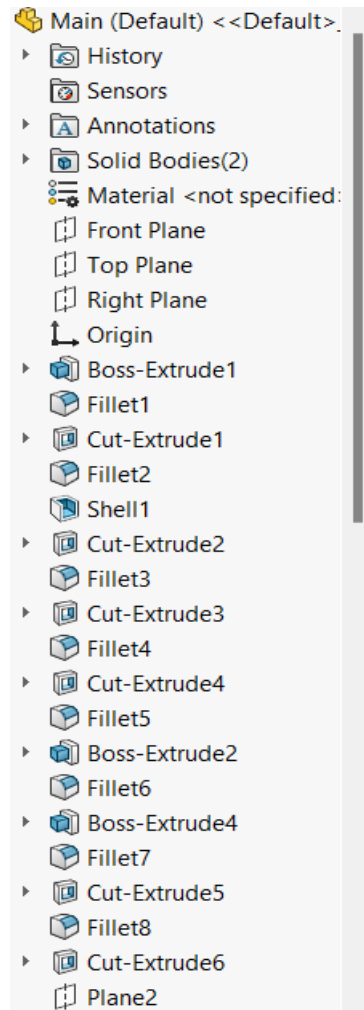 Main (Default) <<Default>_
History
Sensors
Annotations
Solid Bodies(2)
Material <not specified>
Front Plane
Top Plane
Right Plane
Origin
Boss-Extrude1
Fillet1
Cut-Extrude1
Fillet2
Shell1
Cut-Extrude2
Fillet3
Cut-Extrude3
Fillet4
Cut-Extrude4
Fillet5
Boss-Extrude2
Fillet6
Boss-Extrude4
Fillet7
Cut-Extrude5
Fillet8
Cut-Extrude6
Plane2